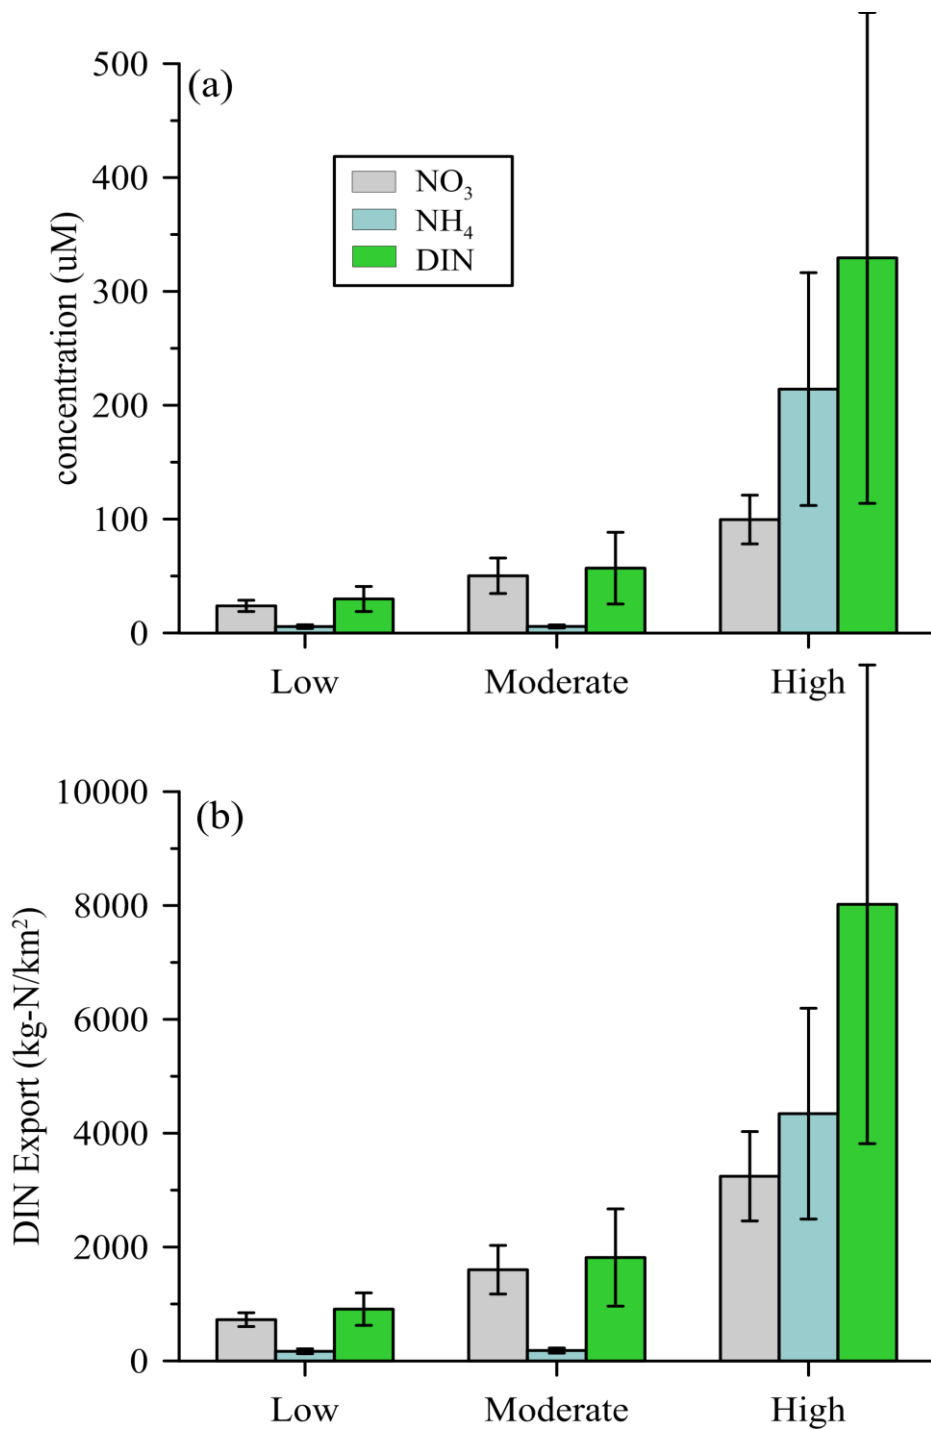 (a)
500
400
300
200
100
0
concentration (uM)
NO₃
NH₄
DIN
Low Moderate High
(b)
10000
8000
6000
4000
2000
0
DIN Export (kg-N/km²)
Low Moderate High